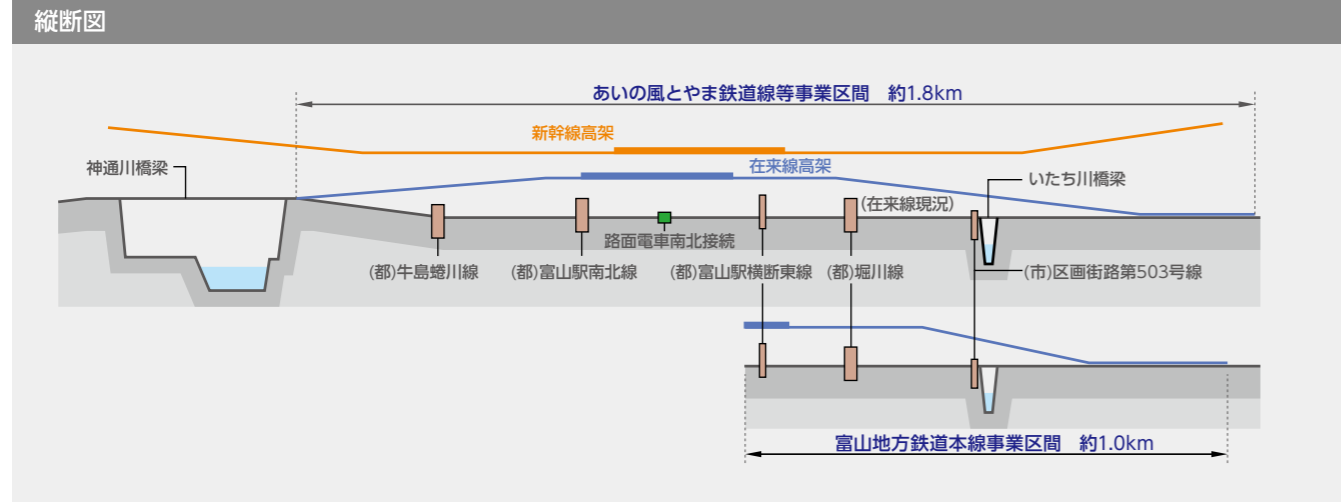 縦断図
あいの風とやま鉄道線等事業区間 約1.8km
新幹線高架
在来線高架
神通川橋梁
いたち川橋梁
(在来線現況)
路面電車南北接続
(都)牛島蜷川線
(都)富山駅南北線
(都)富山駅横断東線
(都)堀川線
(市)区画街路第503号線
富山地方鉄道本線事業区間 約1.0km